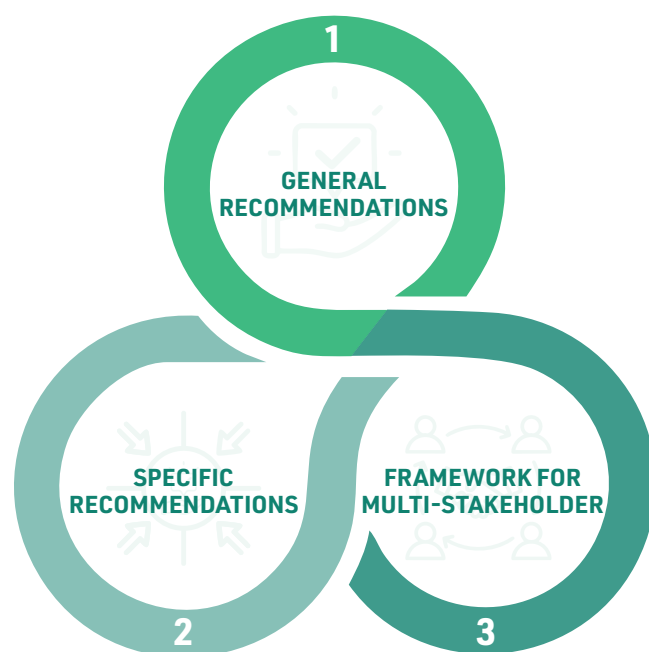 1
GENERAL
RECOMMENDATIONS
SPECIFIC
RECOMMENDATIONS
2
FRAMEWORK FOR
MULTI-STAKEHOLDER
3